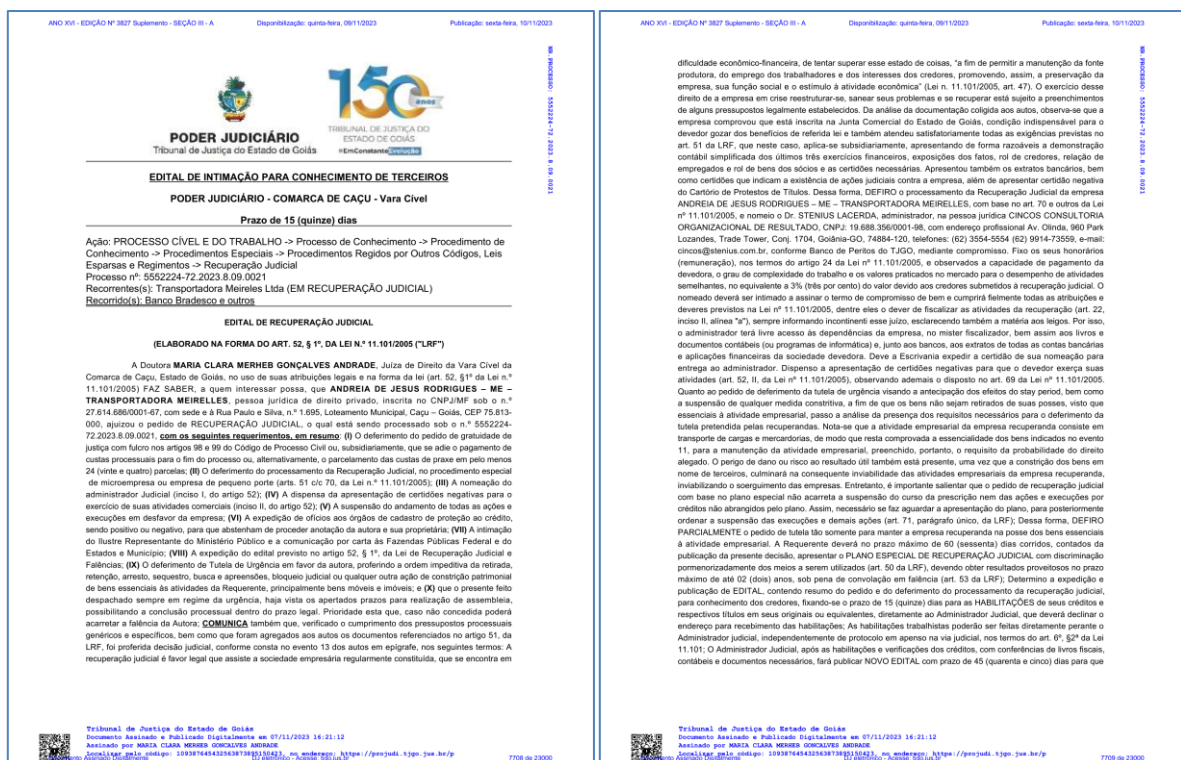 ANO XVI - EDIÇÃO Nº 3827 Suplemento - SEÇÃO III - A Disponibilização: quinta-feira, 09/11/2023 Publicação: sexta-feira, 10/11/2023
NR.PROCESSO: 5552224-72.2023.8.09.0021
PODER JUDICIÁRIO
Tribunal de Justiça do Estado de Goiás
150 anos
TRIBUNAL DE JUSTIÇA DO
ESTADO DE GOIÁS
#EmConstanteEvolução
EDITAL DE INTIMAÇÃO PARA CONHECIMENTO DE TERCEIROS
PODER JUDICIÁRIO - COMARCA DE CAÇU - Vara Cível
Prazo de 15 (quinze) dias
Ação: PROCESSO CÍVEL E DO TRABALHO -> Processo de Conhecimento -> Procedimento de
Conhecimento -> Procedimentos Especiais -> Procedimentos Regidos por Outros Códigos, Leis
Esparsas e Regimentos -> Recuperação Judicial
Processo nº: 5552224-72.2023.8.09.0021
Recorrentes(s): Transportadora Meireles Ltda (EM RECUPERAÇÃO JUDICIAL)
Recorrido(s): Banco Bradesco e outros
EDITAL DE RECUPERAÇÃO JUDICIAL
(ELABORADO NA FORMA DO ART. 52, § 1º, DA LEI N.º 11.101/2005 ("LRF")
A Doutora MARIA CLARA MERHEB GONÇALVES ANDRADE, Juíza de Direito da Vara Cível da
Comarca de Caçu, Estado de Goiás, no uso de suas atribuições legais e na forma da lei (art. 52, §1º da Lei n.º
11.101/2005) FAZ SABER, a quem interessar possa, que ANDREIA DE JESUS RODRIGUES – ME –
TRANSPORTADORA MEIRELLES, pessoa jurídica de direito privado, inscrita no CNPJ/MF sob o n.º
27.614.686/0001-67, com sede e à Rua Paulo e Silva, n.º 1.695, Loteamento Municipal, Caçu – Goiás, CEP 75.813-
000, ajuizou o pedido de RECUPERAÇÃO JUDICIAL, o qual está sendo processado sob o n.º 5552224-
72.2023.8.09.0021, com os seguintes requerimentos, em resumo: (I) O deferimento do pedido de gratuidade de
justiça com fulcro nos artigos 98 e 99 do Código de Processo Civil ou, subsidiariamente, que se adie o pagamento de
custas processuais para o fim do processo ou, alternativamente, o parcelamento das custas de praxe em pelo menos
24 (vinte e quatro) parcelas; (II) O deferimento do processamento da Recuperação Judicial, no procedimento especial
de microempresa ou empresa de pequeno porte (arts. 51 c/c 70, da Lei n.º 11.101/2005); (III) A nomeação do
administrador Judicial (inciso I, do artigo 52); (IV) A dispensa da apresentação de certidões negativas para o
exercício de suas atividades comerciais (inciso II, do artigo 52); (V) A suspensão do andamento de todas as ações e
execuções em desfavor da empresa; (VI) A expedição de ofícios aos órgãos de cadastro de proteção ao crédito,
sendo positivo ou negativo, para que abstenham de proceder anotação da autora e sua proprietária; (VII) A intimação
do Ilustre Representante do Ministério Público e a comunicação por carta às Fazendas Públicas Federal e do
Estados e Município; (VIII) A expedição do edital previsto no artigo 52, § 1º, da Lei de Recuperação Judicial e
Falências; (IX) O deferimento de Tutela de Urgência em favor da autora, proferindo a ordem impeditiva da retirada,
retenção, arresto, sequestro, busca e apreensões, bloqueio judicial ou qualquer outra ação de constrição patrimonial
de bens essenciais às atividades da Requerente, principalmente bens móveis e imóveis; e (X) que o presente feito
despachado sempre em regime da urgência, haja vista os apertados prazos para realização de assembleia,
possibilitando a conclusão processual dentro do prazo legal. Prioridade esta que, caso não concedida poderá
acarretar a falência da Autora; COMUNICA também que, verificado o cumprimento dos pressupostos processuais
genéricos e específicos, bem como que foram agregados aos autos os documentos referenciados no artigo 51, da
LRF, foi proferida decisão judicial, conforme consta no evento 13 dos autos em epígrafe, nos seguintes termos: A
recuperação judicial é favor legal que assiste a sociedade empresária regularmente constituída, que se encontra em
Tribunal de Justiça do Estado de Goiás
Documento Assinado e Publicado Digitalmente em 07/11/2023 16:21:12
Assinado por MARIA CLARA MERHEB GONCALVES ANDRADE
Localizar pelo código: 109387654325638738​95150423, no endereço: https://projudi.tjgo.jus.br/p
Documento Assinado Digitalmente DJ eletrônico - Acesse: tjgo.jus.br 7708 de 23000
ANO XVI - EDIÇÃO Nº 3827 Suplemento - SEÇÃO III - A Disponibilização: quinta-feira, 09/11/2023 Publicação: sexta-feira, 10/11/2023
NR.PROCESSO: 5552224-72.2023.8.09.0021
dificuldade econômico-financeira, de tentar superar esse estado de coisas, "a fim de permitir a manutenção da fonte
produtora, do emprego dos trabalhadores e dos interesses dos credores, promovendo, assim, a preservação da
empresa, sua função social e o estímulo à atividade econômica" (Lei n. 11.101/2005, art. 47). O exercício desse
direito de a empresa em crise reestruturar-se, sanear seus problemas e se recuperar está sujeito a preenchimentos
de alguns pressupostos legalmente estabelecidos. Da análise da documentação coligida aos autos, observa-se que a
empresa comprovou que está inscrita na Junta Comercial do Estado de Goiás, condição indispensável para o
devedor gozar dos benefícios de referida lei e também atendeu satisfatoriamente todas as exigências previstas no
art. 51 da LRF, que neste caso, aplica-se subsidiariamente, apresentando de forma razoáveis a demonstração
contábil simplificada dos últimos três exercícios financeiros, exposições dos fatos, rol de credores, relação de
empregados e rol de bens dos sócios e as certidões necessárias. Apresentou também os extratos bancários, bem
como certidões que indicam a existência de ações judiciais contra a empresa, além de apresentar certidão negativa
do Cartório de Protestos de Títulos. Dessa forma, DEFIRO o processamento da Recuperação Judicial da empresa
ANDREIA DE JESUS RODRIGUES – ME – TRANSPORTADORA MEIRELLES, com base no art. 70 e outros da Lei
nº 11.101/2005, e nomeio o Dr. STENIUS LACERDA, administrador, na pessoa jurídica CINCOS CONSULTORIA
ORGANIZACIONAL DE RESULTADO, CNPJ: 19.688.356/0001-98, com endereço profissional Av. Olinda, 960 Park
Lozandes, Trade Tower, Conj. 1704, Goiânia-GO, 74884-120, telefones: (62) 3554-5554 (62) 9914-73559, e-mail:
cincos@stenius.com.br, conforme Banco de Peritos do TJGO, mediante compromisso. Fixo os seus honorários
(remuneração), nos termos do artigo 24 da Lei nº 11.101/2005, e observados a capacidade de pagamento da
devedora, o grau de complexidade do trabalho e os valores praticados no mercado para o desempenho de atividades
semelhantes, no equivalente a 3% (três por cento) do valor devido aos credores submetidos à recuperação judicial. O
nomeado deverá ser intimado a assinar o termo de compromisso de bem e cumprirá fielmente todas as atribuições e
deveres previstos na Lei nº 11.101/2005, dentre eles o dever de fiscalizar as atividades da recuperação (art. 22,
inciso II, alínea "a"), sempre informando incontinenti esse juízo, esclarecendo também a matéria aos leigos. Por isso,
o administrador terá livre acesso às dependências da empresa, no mister fiscalizador, bem assim aos livros e
documentos contábeis (ou programas de informática) e, junto aos bancos, aos extratos de todas as contas bancárias
e aplicações financeiras da sociedade devedora. Deve a Escrivania expedir a certidão de sua nomeação para
entrega ao administrador. Dispenso a apresentação de certidões negativas para que o devedor exerça suas
atividades (art. 52, II, da Lei nº 11.101/2005), observando ademais o disposto no art. 69 da Lei nº 11.101/2005.
Quanto ao pedido de deferimento da tutela de urgência visando a antecipação dos efeitos do stay period, bem como
a suspensão de qualquer medida constritiva, a fim de que os bens não sejam retirados de suas posses, visto que
essenciais à atividade empresarial, passo a análise da presença dos requisitos necessários para o deferimento da
tutela pretendida pelas recuperandas. Nota-se que a atividade empresarial da empresa recuperanda consiste em
transporte de cargas e mercardorias, de modo que resta comprovada a essencialidade dos bens indicados no evento
11, para a manutenção da atividade empresarial, preenchido, portanto, o requisito da probabilidade do direito
alegado. O perigo de dano ou risco ao resultado útil também está presente, uma vez que a constrição dos bens em
nome de terceiros, culminará na consequente inviabilidade das atividades empresariais da empresa recuperanda,
inviabilizando o soerguimento das empresas. Entretanto, é importante salientar que o pedido de recuperação judicial
com base no plano especial não acarreta a suspensão do curso da prescrição nem das ações e execuções por
créditos não abrangidos pelo plano. Assim, necessário se faz aguardar a apresentação do plano, para posteriormente
ordenar a suspensão das execuções e demais ações (art. 71, parágrafo único, da LRF); Dessa forma, DEFIRO
PARCIALMENTE o pedido de tutela tão somente para manter a empresa recuperanda na posse dos bens essenciais
à atividade empresarial. A Requerente deverá no prazo máximo de 60 (sessenta) dias corridos, contados da
publicação da presente decisão, apresentar o PLANO ESPECIAL DE RECUPERAÇÃO JUDICIAL com discriminação
pormenorizadamente dos meios a serem utilizados (art. 50 da LRF), devendo obter resultados proveitosos no prazo
máximo de até 02 (dois) anos, sob pena de convolação em falência (art. 53 da LRF); Determino a expedição e
publicação de EDITAL, contendo resumo do pedido e do deferimento do processamento da recuperação judicial,
para conhecimento dos credores, fixando-se o prazo de 15 (quinze) dias para as HABILITAÇÕES de seus créditos e
respectivos títulos em seus originais ou equivalentes, diretamente ao Administrador Judicial, que deverá declinar o
endereço para recebimento das habilitações; As habilitações trabalhistas poderão ser feitas diretamente perante o
Administrador judicial, independentemente de protocolo em apenso na via judicial, nos termos do art. 6º, §2ª da Lei
11.101; O Administrador Judicial, após as habilitações e verificações dos créditos, com conferências de livros fiscais,
contábeis e documentos necessários, fará publicar NOVO EDITAL com prazo de 45 (quarenta e cinco) dias para que
Tribunal de Justiça do Estado de Goiás
Documento Assinado e Publicado Digitalmente em 07/11/2023 16:21:12
Assinado por MARIA CLARA MERHEB GONCALVES ANDRADE
Localizar pelo código: 109387654325638738​95150423, no endereço: https://projudi.tjgo.jus.br/p
Documento Assinado Digitalmente DJ eletrônico - Acesse: tjgo.jus.br 7709 de 23000